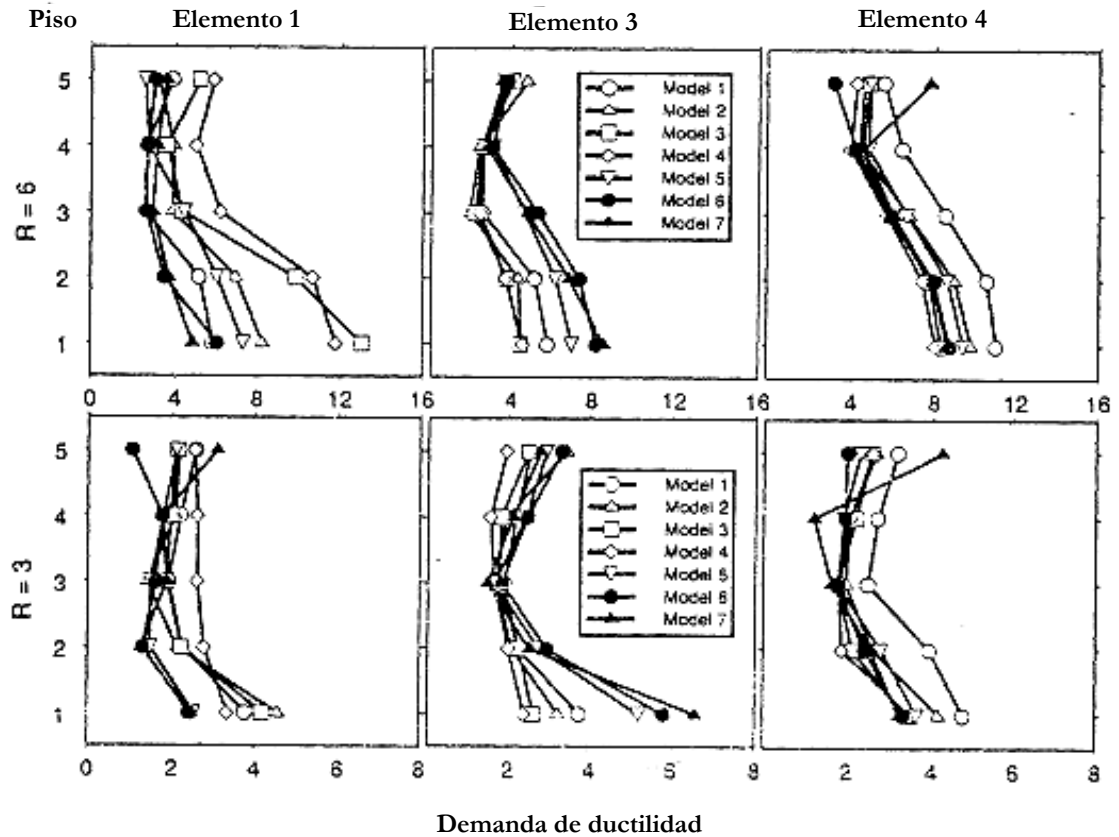 Piso
Elemento 1
Elemento 3
Elemento 4
R = 6
5
4
3
2
1
Model 1
Model 2
Model 3
Model 4
Model 5
Model 6
Model 7
0 4 8 12 16 4 8 12 16 4 8 12 16
R = 3
5
4
3
2
1
Model 1
Model 2
Model 3
Model 4
Model 5
Model 6
Model 7
0 2 4 6 8 2 4 6 8 2 4 6 8
Demanda de ductilidad